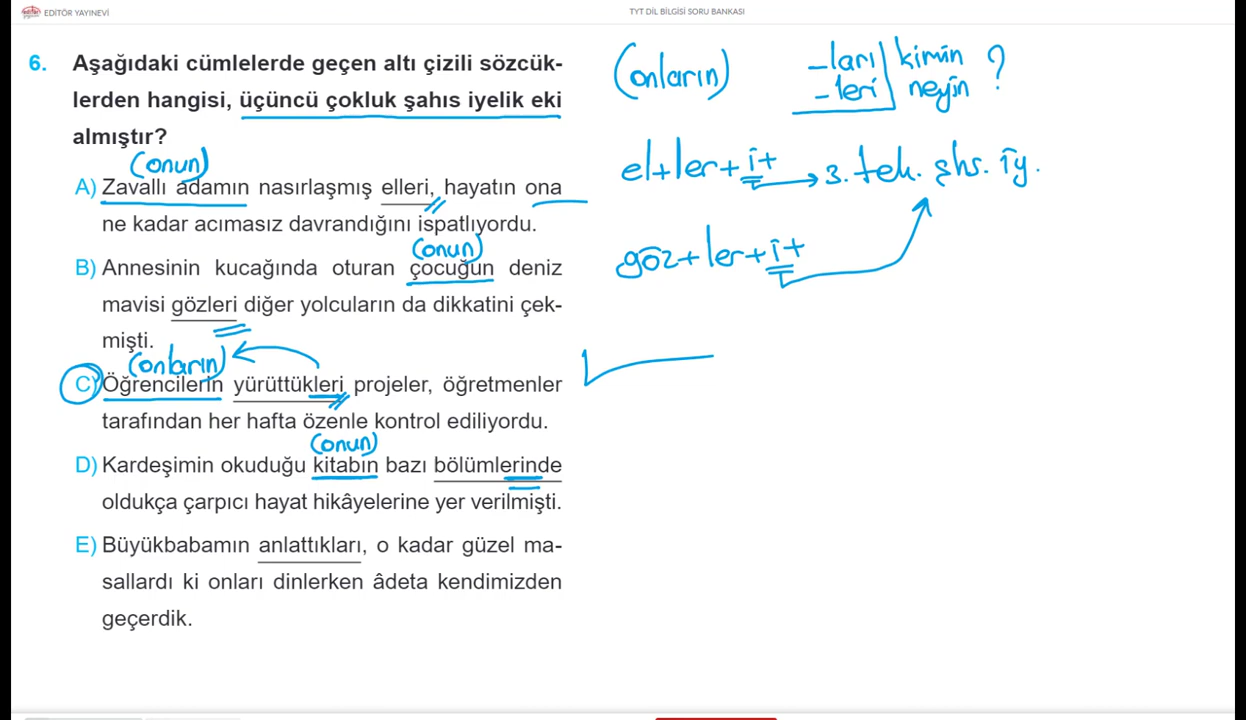 EDİTÖR YAYINEVİ
TYT DİL BİLGİSİ SORU BANKASI
6. Aşağıdaki cümlelerde geçen altı çizili sözcük-
lerden hangisi, üçüncü çokluk şahıs iyelik eki
almıştır?
(onun)
A) Zavallı adamın nasırlaşmış elleri, hayatın ona
ne kadar acımasız davrandığını ispatlıyordu.
(onun)
B) Annesinin kucağında oturan çocuğun deniz
mavisi gözleri diğer yolcuların da dikkatini çek-
mişti.
(onların)
C) Öğrencilerin yürüttükleri projeler, öğretmenler
tarafından her hafta özenle kontrol ediliyordu.
(onun)
D) Kardeşimin okuduğu kitabın bazı bölümlerinde
oldukça çarpıcı hayat hikâyelerine yer verilmişti.
E) Büyükbabamın anlattıkları, o kadar güzel ma-
sallardı ki onları dinlerken âdeta kendimizden
geçerdik.
(onların)
-ları kimin ?
-leri neyin
el+ler+i+ → 3. tek. şhs. iy.
göz+ler+i+